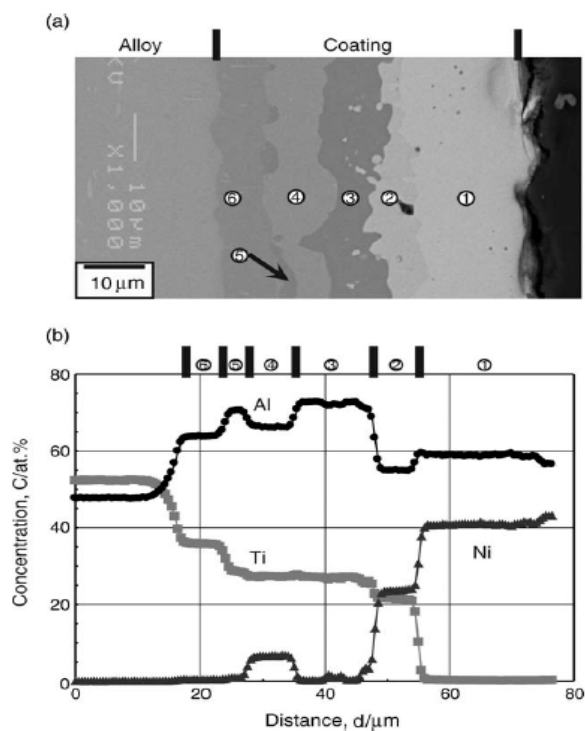 (a)
Alloy Coating
KU X1,000 10μm
⑥ ④ ③ ② ①
⑤
10 μm
(b)
⑥ ⑤ ④ ③ ② ①
80
60
40
20
0
Concentration, C/at.%
Al
Ti
Ni
0 20 40 60 80
Distance, d/μm